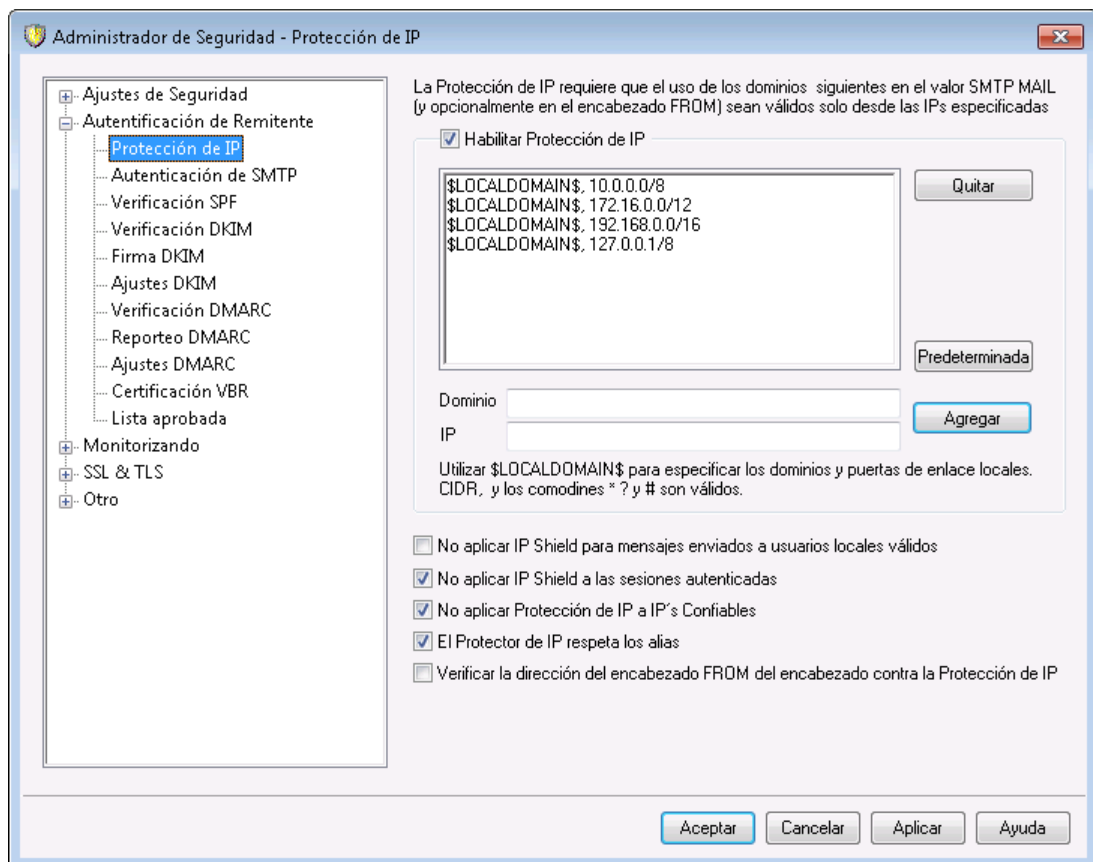 Administrador de Seguridad - Protección de IP
Ajustes de Seguridad
Autentificación de Remitente
Protección de IP
Autenticación de SMTP
Verificación SPF
Verificación DKIM
Firma DKIM
Ajustes DKIM
Verificación DMARC
Reporteo DMARC
Ajustes DMARC
Certificación VBR
Lista aprobada
Monitorizando
SSL & TLS
Otro
La Protección de IP requiere que el uso de los dominios siguientes en el valor SMTP MAIL
(y opcionalmente en el encabezado FROM) sean válidos solo desde las IPs especificadas
Habilitar Protección de IP
$LOCALDOMAIN$, 10.0.0.0/8
$LOCALDOMAIN$, 172.16.0.0/12
$LOCALDOMAIN$, 192.168.0.0/16
$LOCALDOMAIN$, 127.0.0.1/8
Quitar
Predeterminada
Dominio
IP
Agregar
Utilizar $LOCALDOMAIN$ para especificar los dominios y puertas de enlace locales.
CIDR, y los comodines * ? y # son válidos.
No aplicar IP Shield para mensajes enviados a usuarios locales válidos
No aplicar IP Shield a las sesiones autenticadas
No aplicar Protección de IP a IP´s Confiables
El Protector de IP respeta los alias
Verificar la dirección del encabezado FROM del encabezado contra la Protección de IP
Aceptar
Cancelar
Aplicar
Ayuda